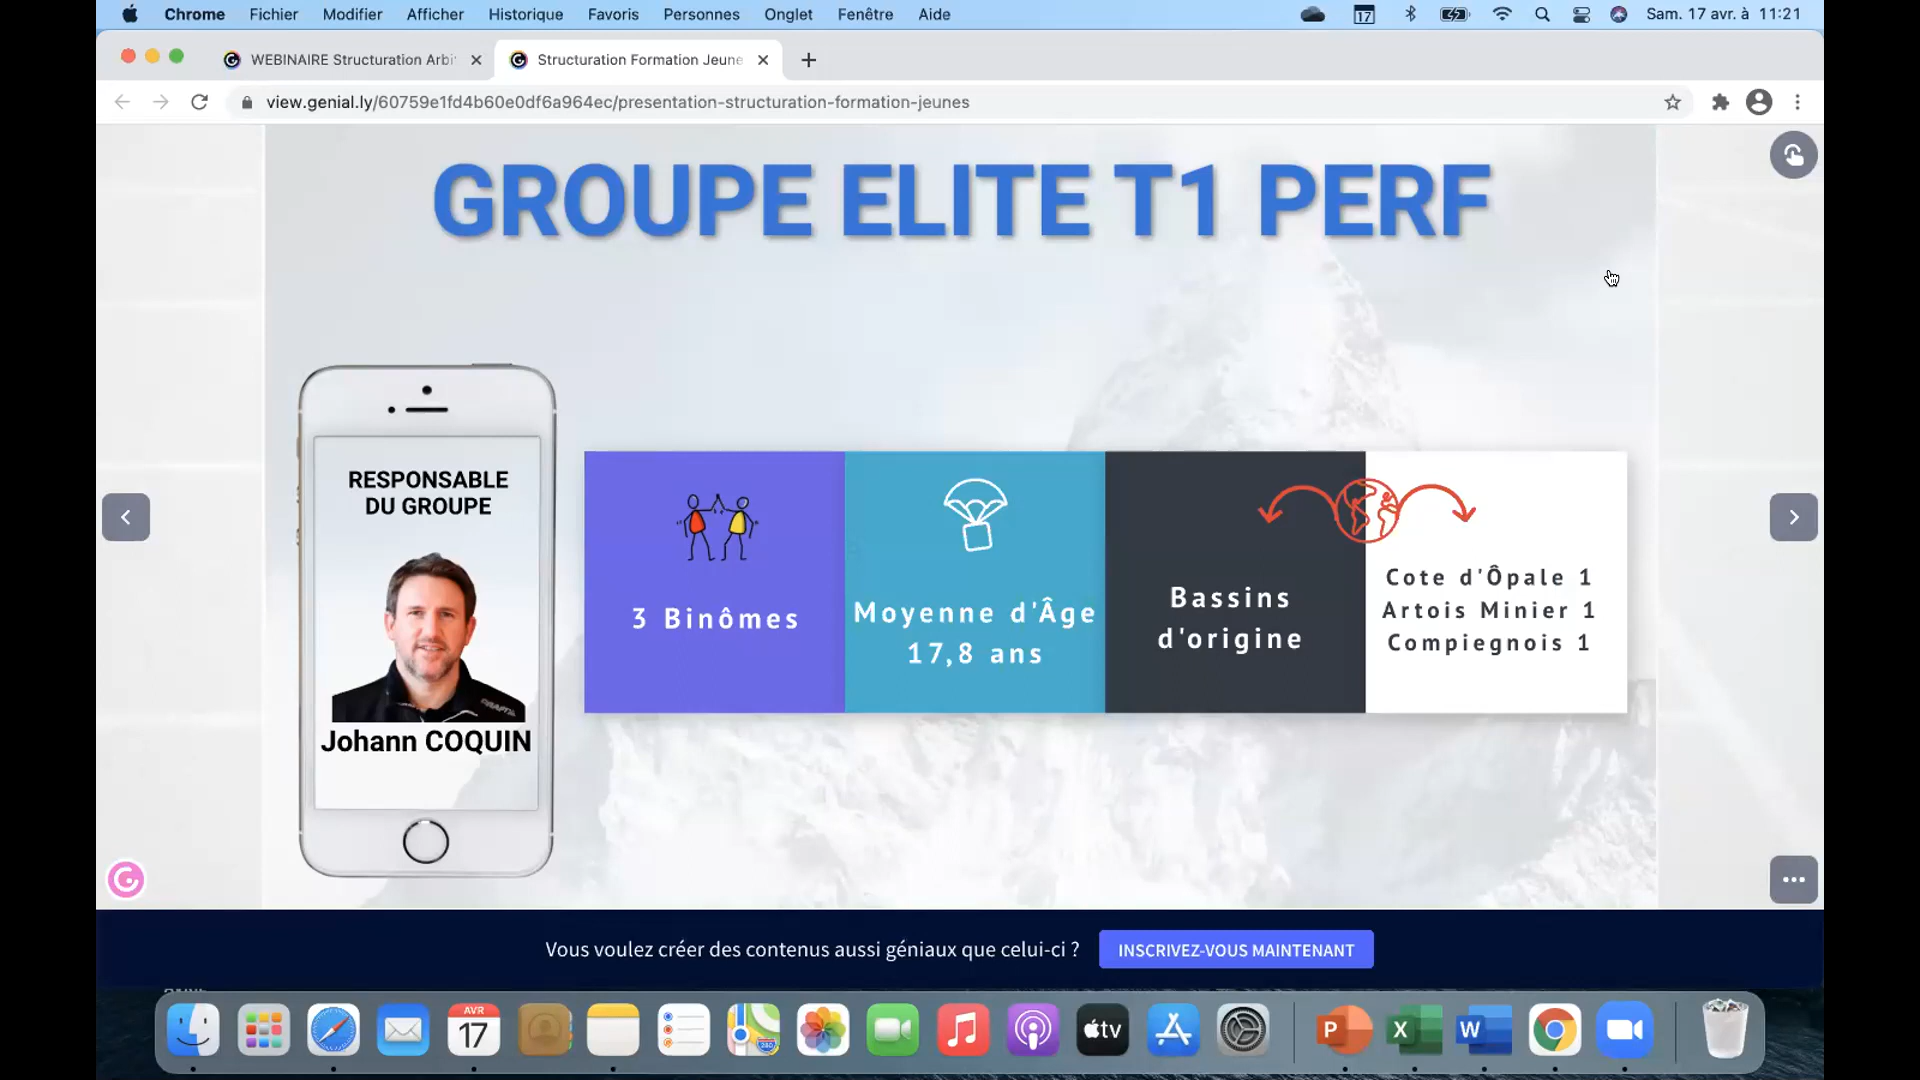 Chrome Fichier Modifier Afficher Historique Favoris Personnes Onglet Fenêtre Aide 17 Sam. 17 avr. à 11:21
WEBINAIRE Structuration Arbi
Structuration Formation Jeune
view.genial.ly/60759e1fd4b60e0df6a964ec/presentation-structuration-formation-jeunes
GROUPE ELITE T1 PERF
RESPONSABLE
DU GROUPE
Johann COQUIN
3 Binômes
Moyenne d'Âge
17,8 ans
Bassins
d'origine
Cote d'Ôpale 1
Artois Minier 1
Compiegnois 1
Vous voulez créer des contenus aussi géniaux que celui-ci ?
INSCRIVEZ-VOUS MAINTENANT
AVR
17
280
tv
P
X
W